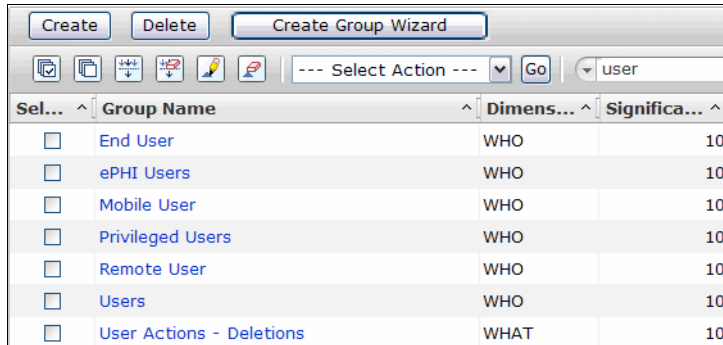 Create Delete Create Group Wizard
--- Select Action --- Go user
Sel... Group Name Dimens... Significa...
End User WHO 10
ePHI Users WHO 10
Mobile User WHO 10
Privileged Users WHO 10
Remote User WHO 10
Users WHO 10
User Actions - Deletions WHAT 10